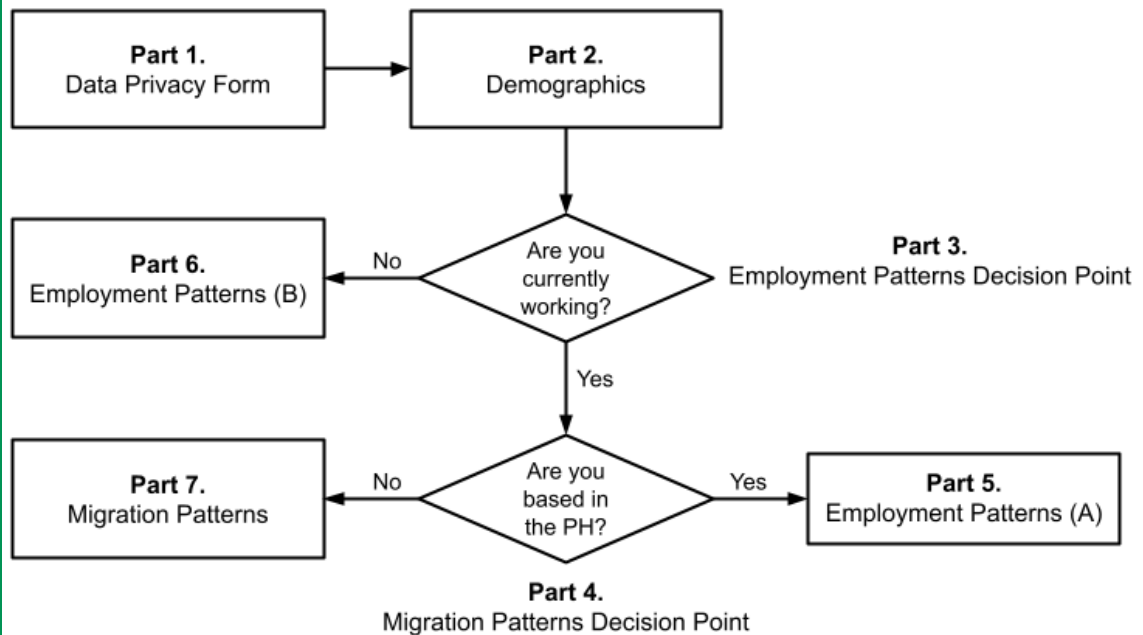 Part 1.
Data Privacy Form
Part 2.
Demographics
Part 6.
Employment Patterns (B)
No
Are you
currently
working?
Part 3.
Employment Patterns Decision Point
Yes
Part 7.
Migration Patterns
No
Are you
based in
the PH?
Yes
Part 5.
Employment Patterns (A)
Part 4.
Migration Patterns Decision Point